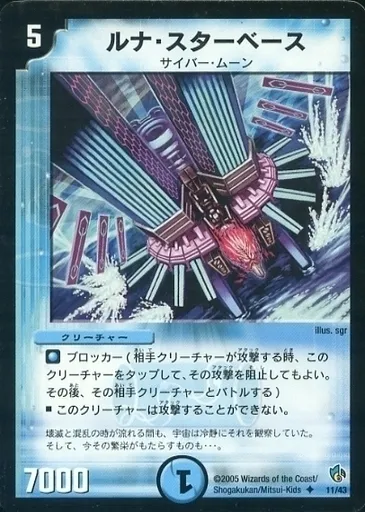 5
ルナ・スターベース
サイバー・ムーン
illus. sgr
クリーチャー
ブロッカー(相手クリーチャーが攻撃する時、この
クリーチャーをタップして、その攻撃を阻止してもよい。
その後、その相手クリーチャーとバトルする)
■このクリーチャーは攻撃することができない。
壊滅と混乱の時が流れる間も、宇宙は冷静にそれを観察していた。
そして、今その繁栄がもたらすものも・・・。
7000
1
©2005 Wizards of the Coast/
Shogakukan/Mitsui-Kids
11/43